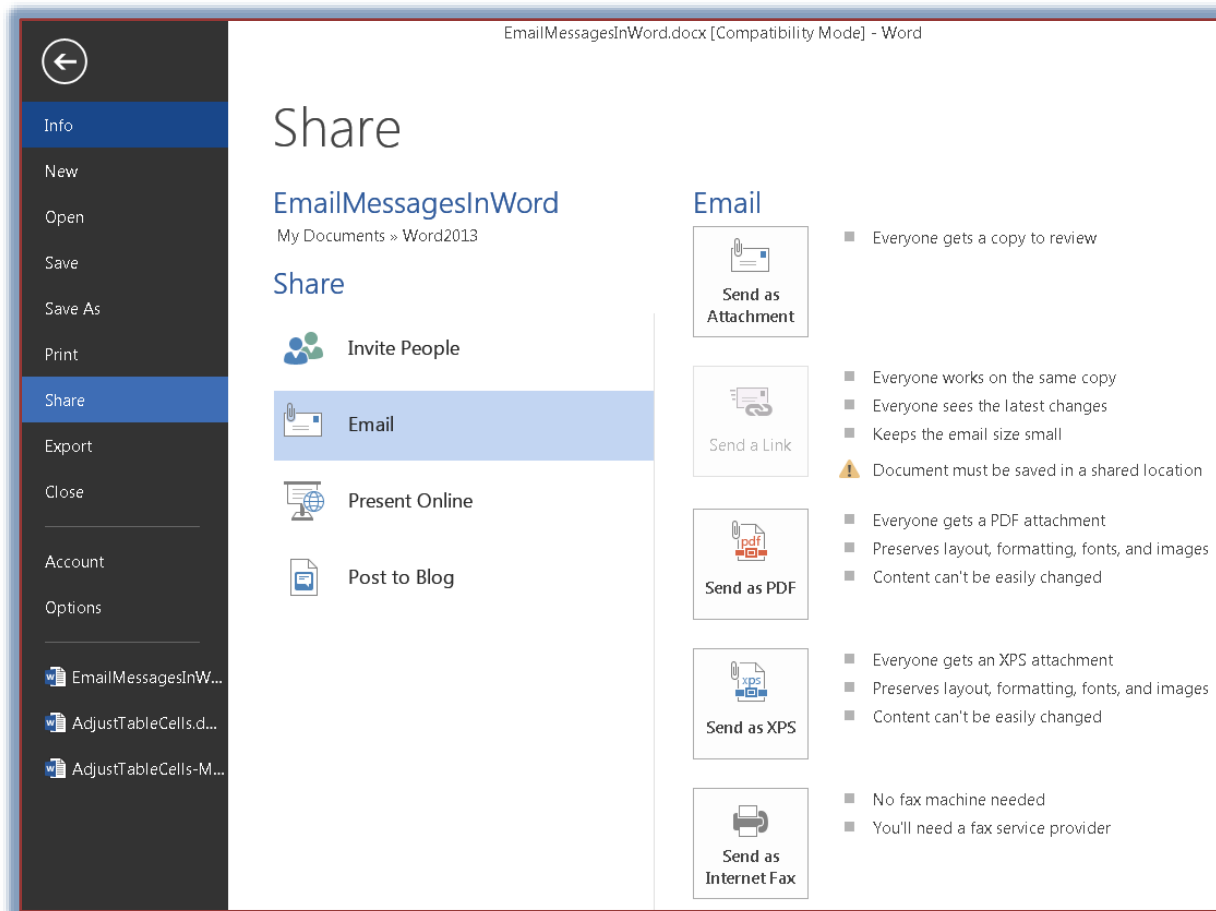 EmailMessagesInWord.docx [Compatibility Mode] - Word
Info
New
Open
Save
Save As
Print
Share
Export
Close
Account
Options
EmailMessagesInW...
AdjustTableCells.d...
AdjustTableCells-M...
Share
EmailMessagesInWord
My Documents » Word2013
Share
Invite People
Email
Present Online
Post to Blog
Email
Send as
Attachment
Everyone gets a copy to review
Send a Link
Everyone works on the same copy
Everyone sees the latest changes
Keeps the email size small
Document must be saved in a shared location
pdf
Send as PDF
Everyone gets a PDF attachment
Preserves layout, formatting, fonts, and images
Content can't be easily changed
xps
Send as XPS
Everyone gets an XPS attachment
Preserves layout, formatting, fonts, and images
Content can't be easily changed
Send as
Internet Fax
No fax machine needed
You'll need a fax service provider